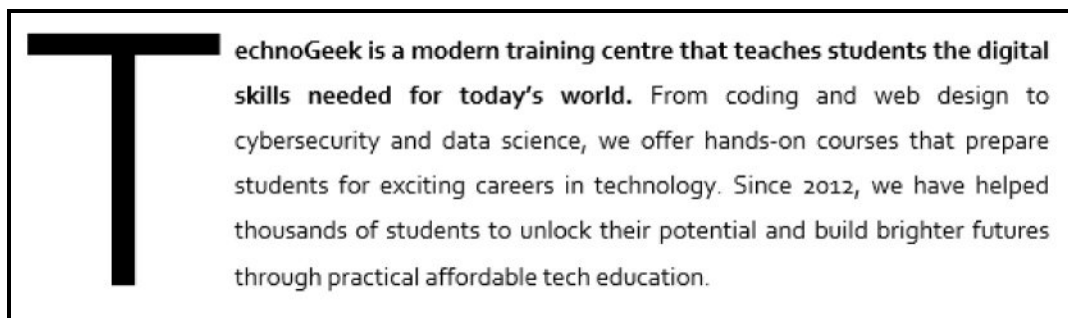 TechnoGeek is a modern training centre that teaches students the digital
skills needed for today's world. From coding and web design to
cybersecurity and data science, we offer hands-on courses that prepare
students for exciting careers in technology. Since 2012, we have helped
thousands of students to unlock their potential and build brighter futures
through practical affordable tech education.